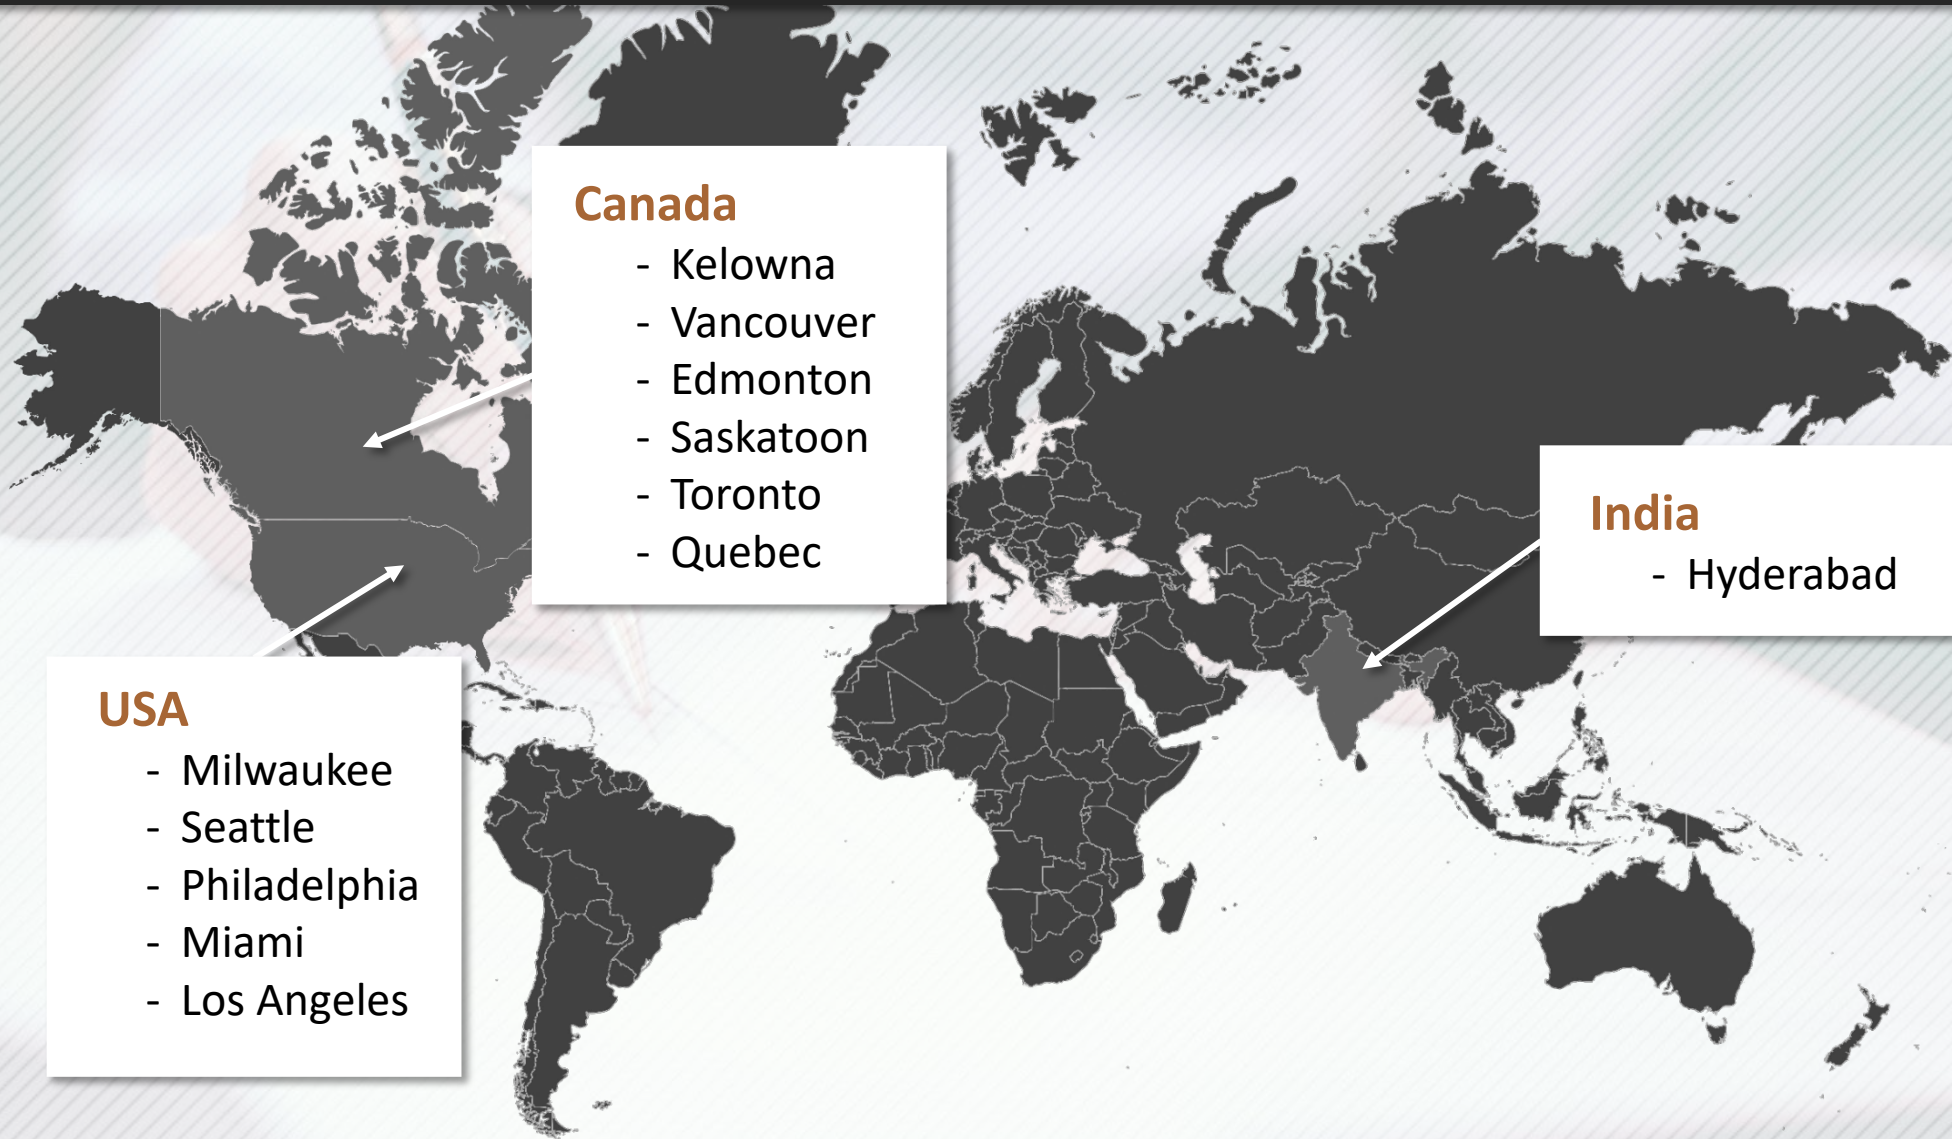 Canada
- Kelowna
- Vancouver
- Edmonton
- Saskatoon
- Toronto
- Quebec
India
- Hyderabad
USA
- Milwaukee
- Seattle
- Philadelphia
- Miami
- Los Angeles